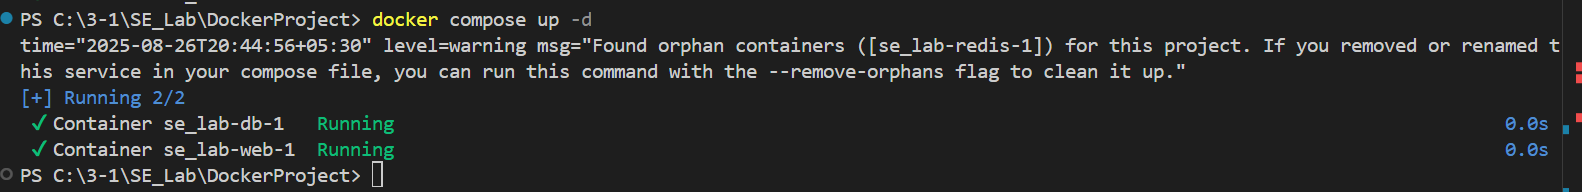 PS C:\3-1\SE_Lab\DockerProject> docker compose up -d
time="2025-08-26T20:44:56+05:30" level=warning msg="Found orphan containers ([se_lab-redis-1]) for this project. If you removed or renamed t
his service in your compose file, you can run this command with the --remove-orphans flag to clean it up."
[+] Running 2/2
✓ Container se_lab-db-1   Running 0.0s
✓ Container se_lab-web-1  Running 0.0s
PS C:\3-1\SE_Lab\DockerProject>